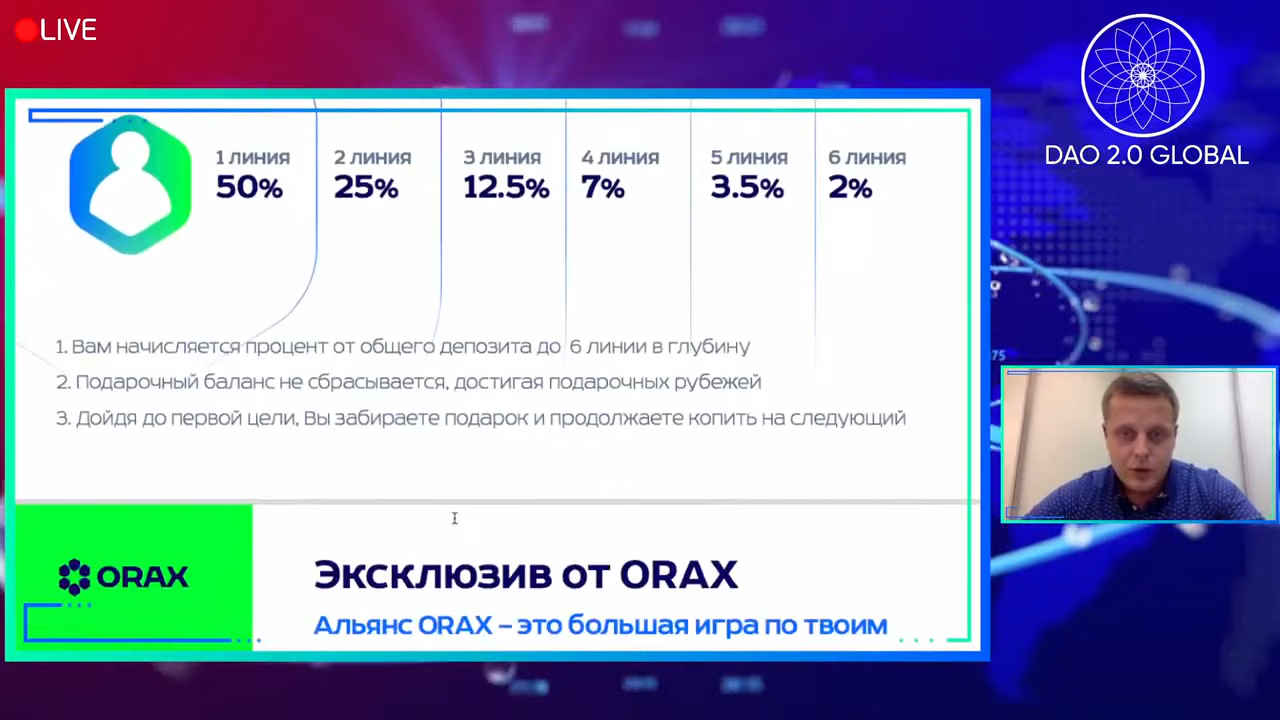 LIVE
DAO 2.0 GLOBAL
1 линия
50%
2 линия
25%
3 линия
12.5%
4 линия
7%
5 линия
3.5%
6 линия
2%
1. Вам начисляется процент от общего депозита до 6 линии в глубину
2. Подарочный баланс не сбрасывается, достигая подарочных рубежей
3. Дойдя до первой цели, Вы забираете подарок и продолжаете копить на следующий
ORAX
Эксклюзив от ORAX
Альянс ORAX – это большая игра по твоим